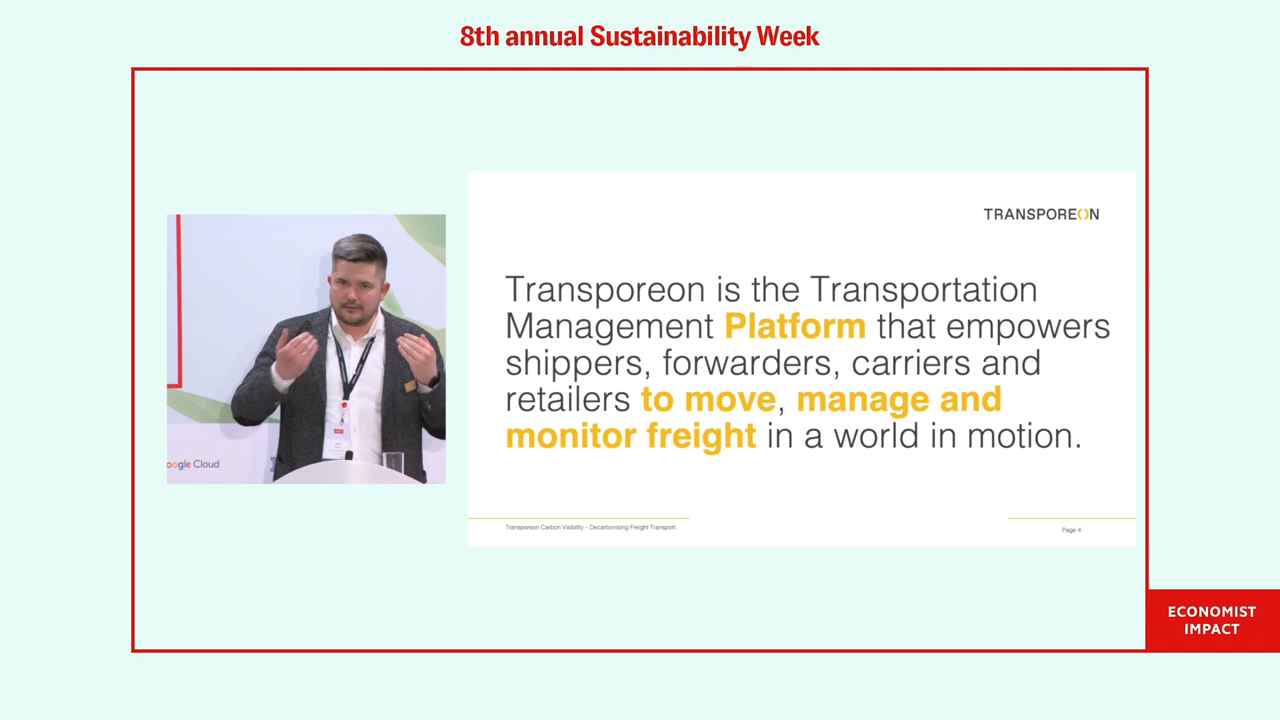 8th annual Sustainability Week
TRANSPOREON
Transporeon is the Transportation
Management Platform that empowers
shippers, forwarders, carriers and
retailers to move, manage and
monitor freight in a world in motion.
Transporeon Carbon Visibility – Decarbonising Freight Transport
Page 4
oogle Cloud
ECONOMIST
IMPACT